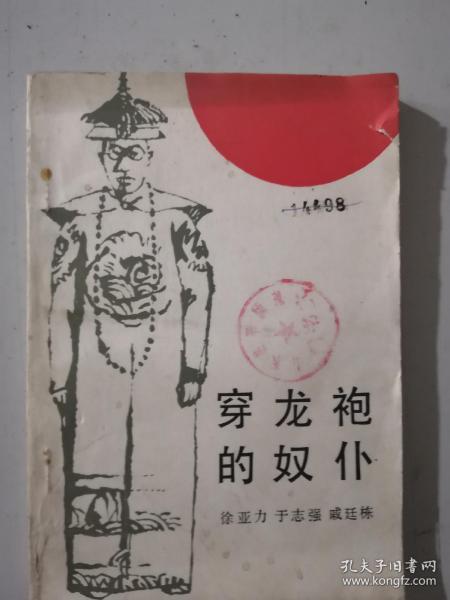 14498
穿龙袍
的奴仆
徐亚力 于志强 戚廷栋
孔夫子旧书网
www.kongfz.com